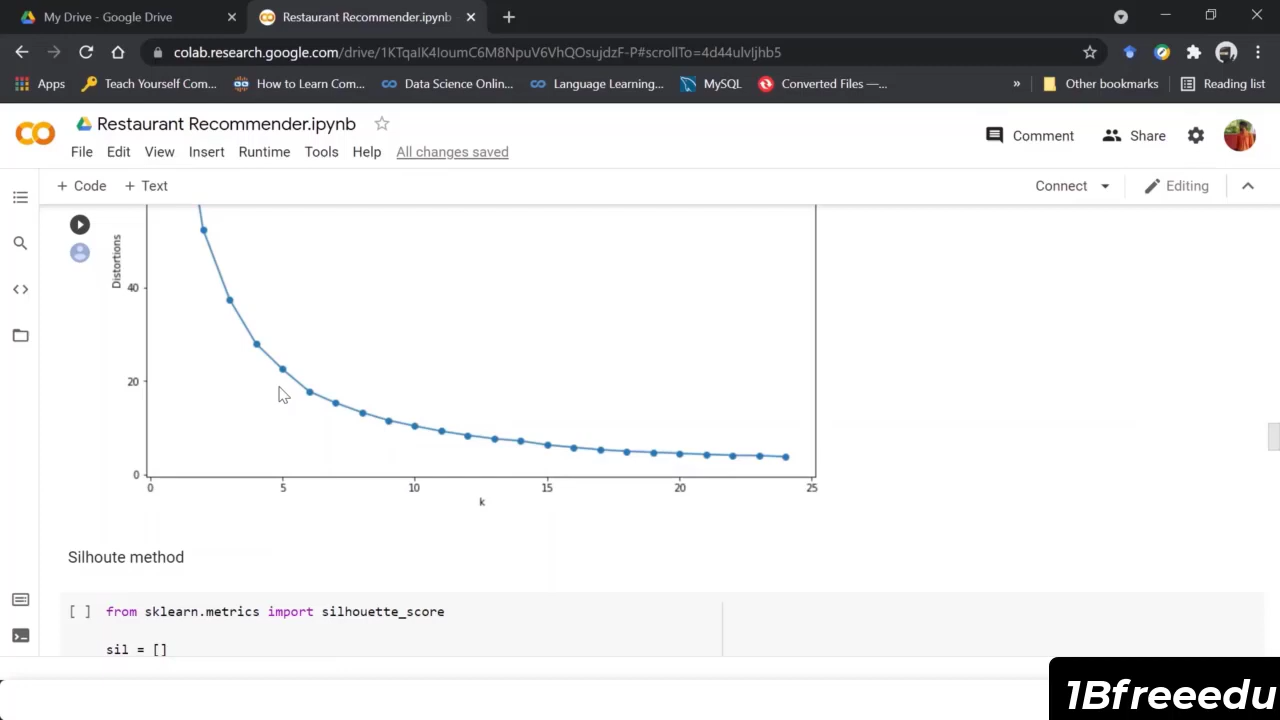 My Drive - Google Drive
Restaurant Recommender.ipynb
colab.research.google.com/drive/1KTqaIK4IoumC6M8NpuV6VhQOsujdzF-P#scrollTo=4d44ulvIjhb5
Apps
Teach Yourself Com...
How to Learn Com...
Data Science Onlin...
Language Learning...
MySQL
Converted Files —...
»
Other bookmarks
Reading list
Restaurant Recommender.ipynb
Comment
Share
File Edit View Insert Runtime Tools Help All changes saved
+ Code + Text
Connect
Editing
Distortions
40
20
0
0 5 10 15 20 25
k
Silhoute method
[ ] from sklearn.metrics import silhouette_score
sil = []
1Bfreeedu